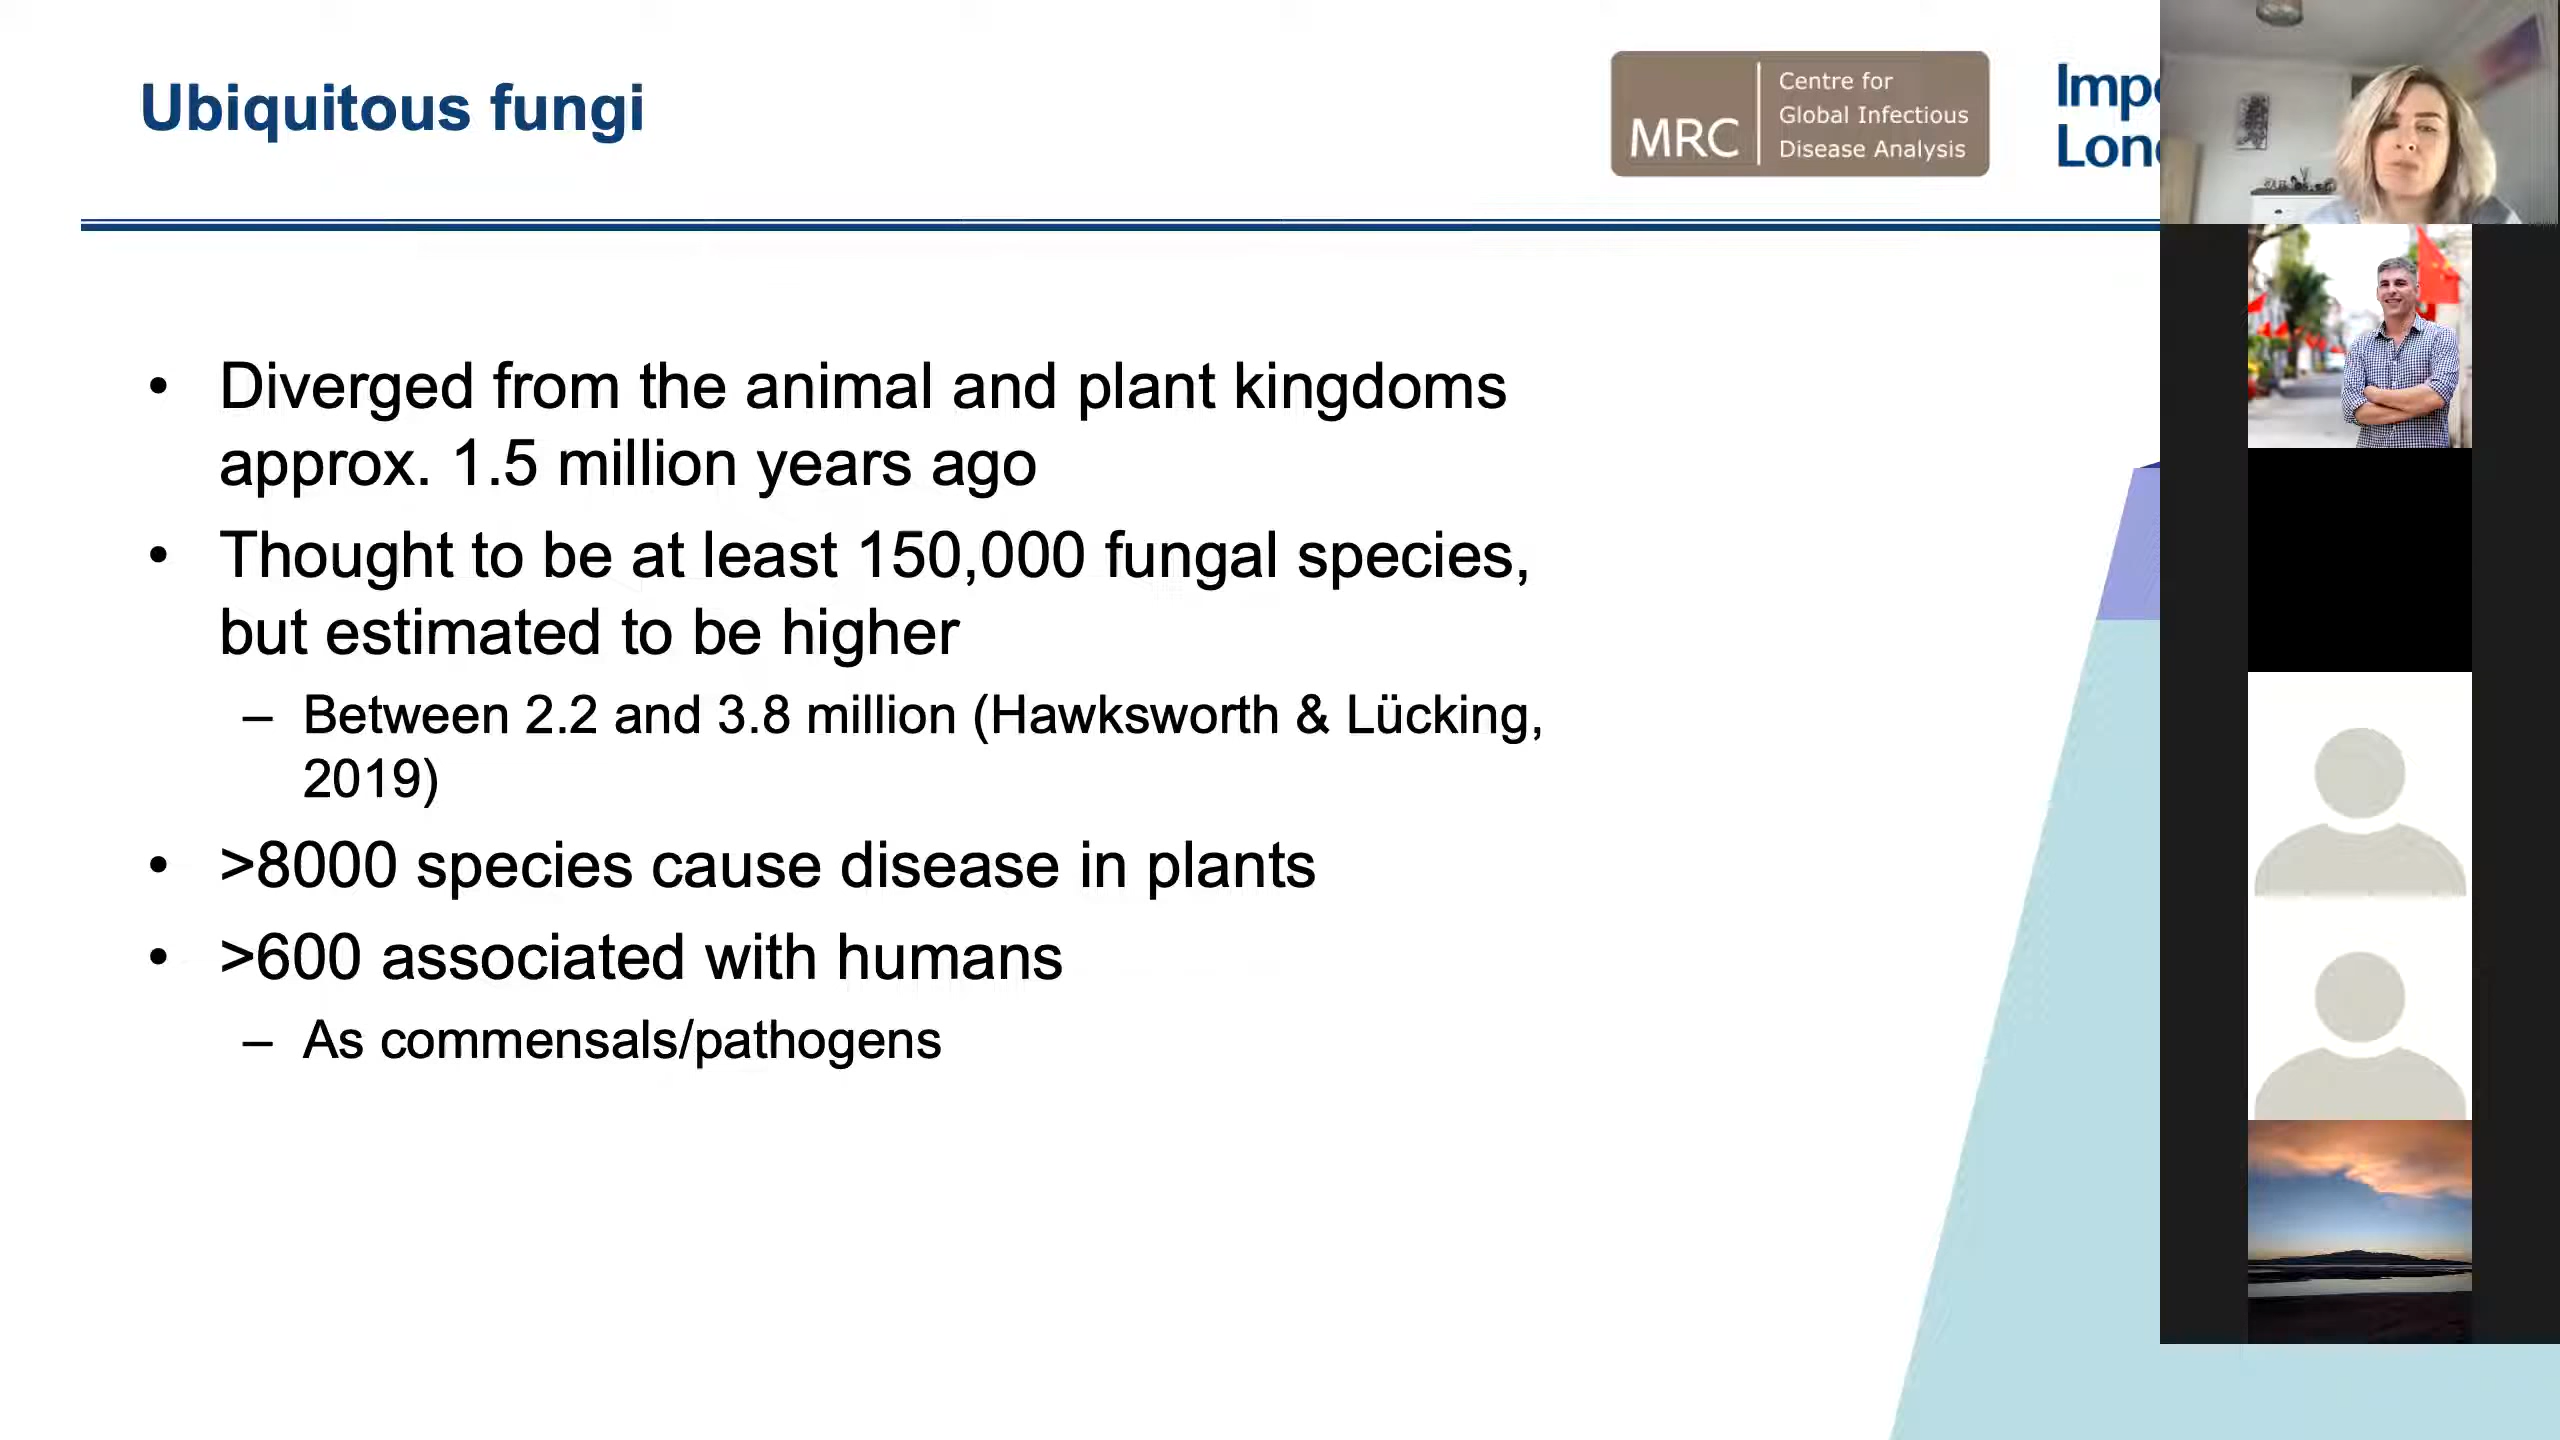 Ubiquitous fungi
MRC
Centre for
Global Infectious
Disease Analysis
• Diverged from the animal and plant kingdoms
approx. 1.5 million years ago
• Thought to be at least 150,000 fungal species,
but estimated to be higher
– Between 2.2 and 3.8 million (Hawksworth & Lücking,
2019)
• >8000 species cause disease in plants
• >600 associated with humans
– As commensals/pathogens